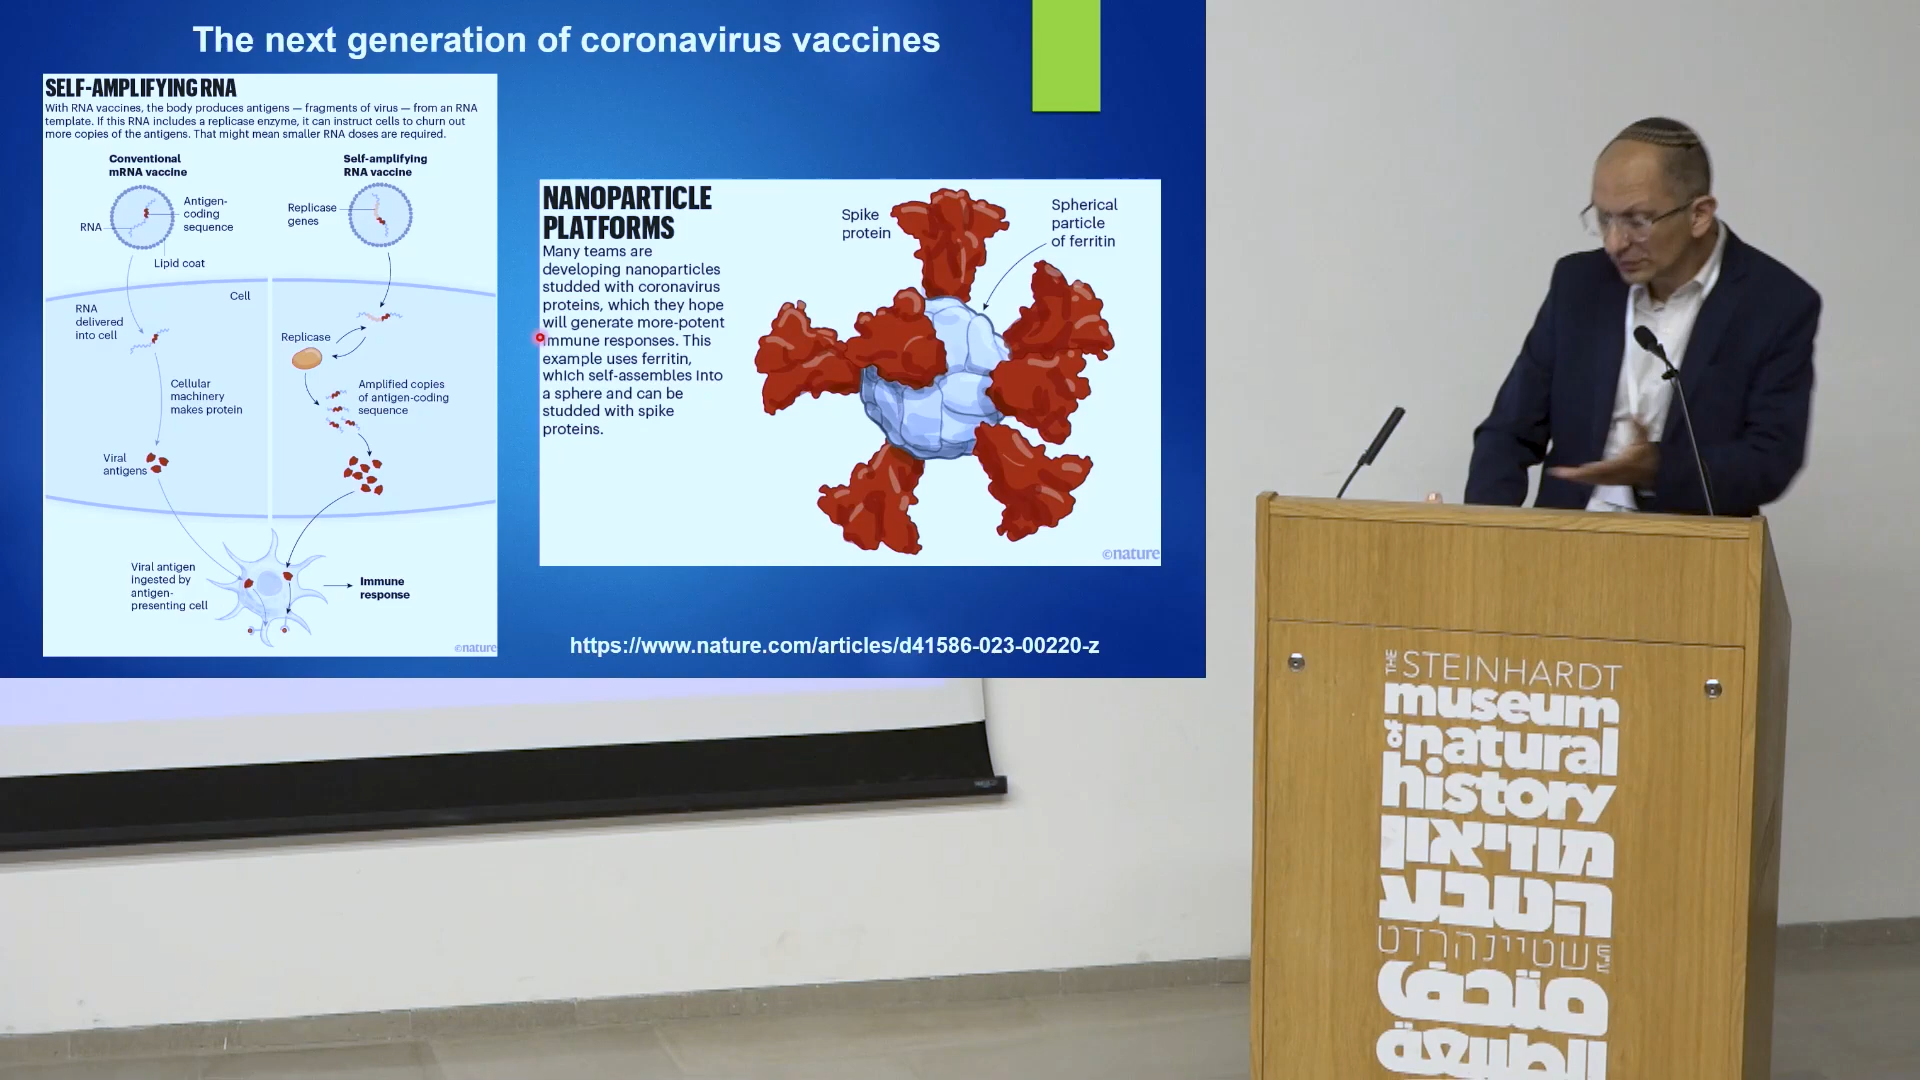 The next generation of coronavirus vaccines
SELF-AMPLIFYING RNA
With RNA vaccines, the body produces antigens — fragments of virus — from an RNA
template. If this RNA includes a replicase enzyme, it can instruct cells to churn out
more copies of the antigens. That might mean smaller RNA doses are required.
Conventional
mRNA vaccine
Self-amplifying
RNA vaccine
Antigen-
coding
sequence
RNA
Lipid coat
Replicase
genes
Cell
RNA
delivered
into cell
Replicase
Cellular
machinery
makes protein
Amplified copies
of antigen-coding
sequence
Viral
antigens
Viral antigen
ingested by
antigen-
presenting cell
Immune
response
©nature
NANOPARTICLE
PLATFORMS
Many teams are
developing nanoparticles
studded with coronavirus
proteins, which they hope
will generate more-potent
immune responses. This
example uses ferritin,
which self-assembles into
a sphere and can be
studded with spike
proteins.
Spike
protein
Spherical
particle
of ferritin
©nature
https://www.nature.com/articles/d41586-023-00220-z
THE STEINHARDT
museum
of natural
history
מוזיאון
הטבע
ע״ש שטיינהרדט
متحف
الطبيعة